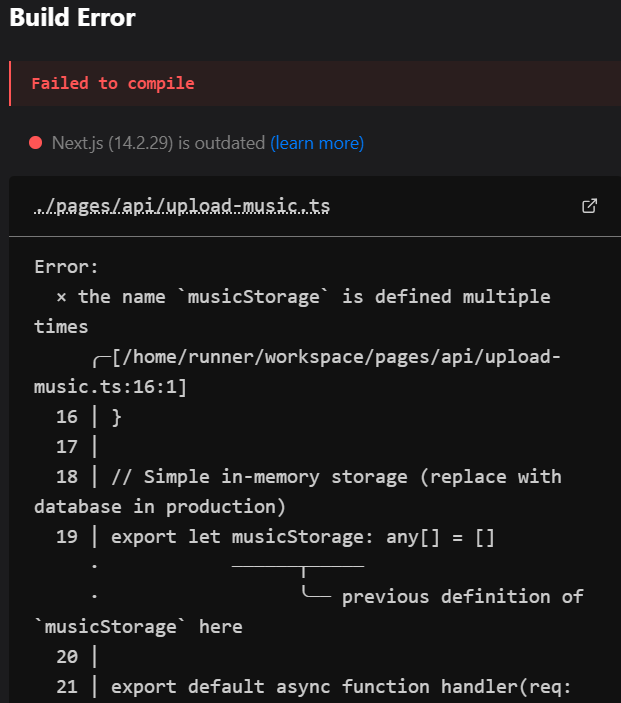 Build Error
Failed to compile
Next.js (14.2.29) is outdated (learn more)
./pages/api/upload-music.ts
Error:
× the name `musicStorage` is defined multiple
times
╭─[/home/runner/workspace/pages/api/upload-
music.ts:16:1]
16 │ }
17 │
18 │ // Simple in-memory storage (replace with
database in production)
19 │ export let musicStorage: any[] = []
· ──────┬─────
· ╰── previous definition of
`musicStorage` here
20 │
21 │ export default async function handler(req: